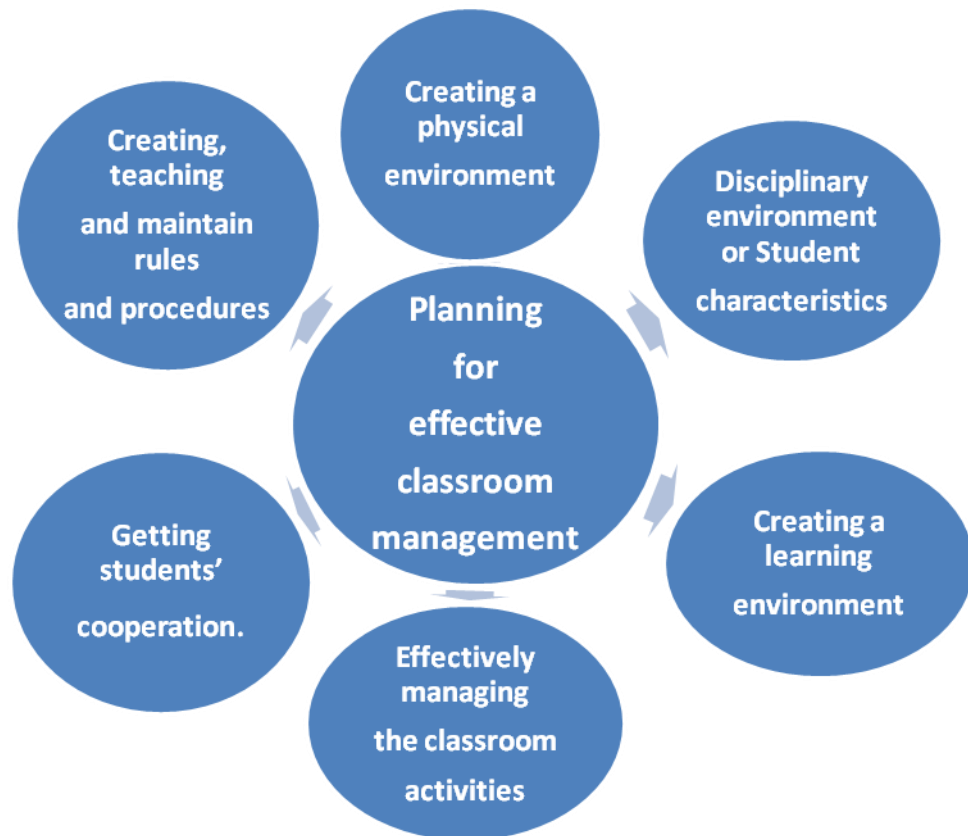 Creating a
physical
environment
Disciplinary
environment
or Student
characteristics
Creating a
learning
environment
Effectively
managing
the classroom
activities
Getting
students’
cooperation.
Creating,
teaching
and maintain
rules
and procedures
Planning
for
effective
classroom
management